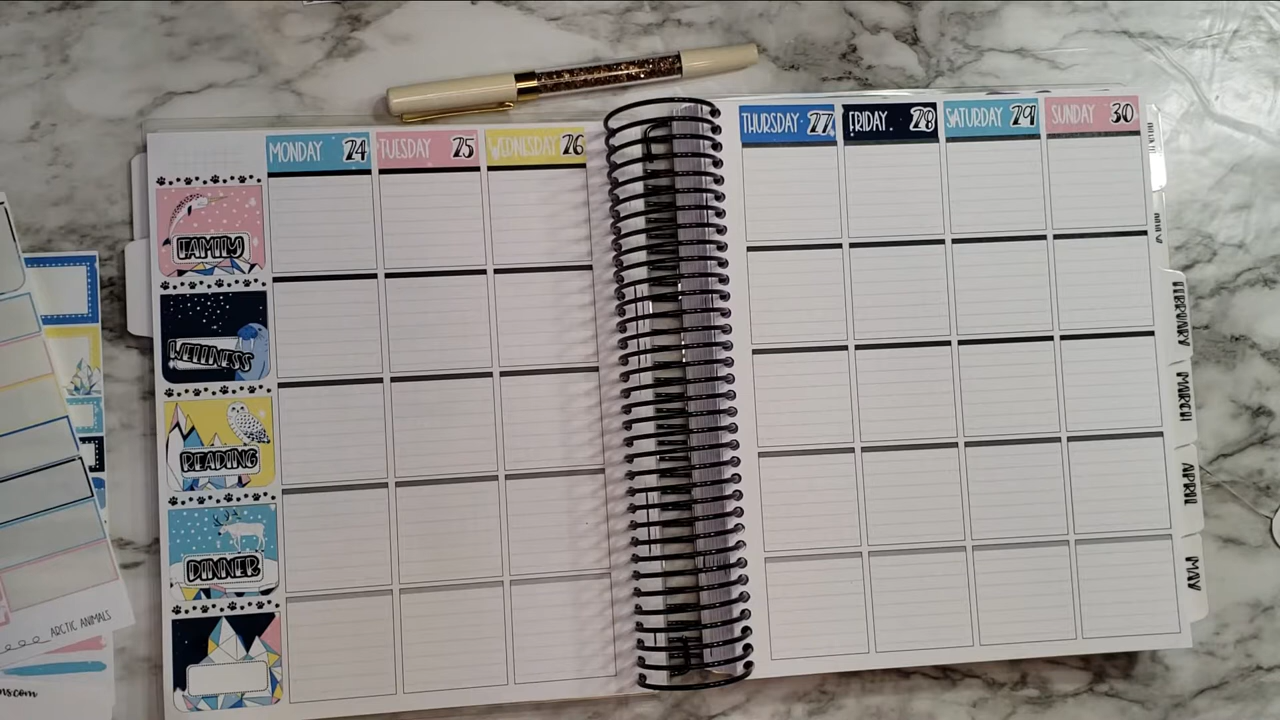 MONDAY 24
TUESDAY 25
WEDNESDAY 26
THURSDAY 27
FRIDAY 28
SATURDAY 29
SUNDAY 30
FAMILY
WELLNESS
READING
DINNER
ARCTIC ANIMALS
FEBRUARY
MARCH
APRIL
MAY